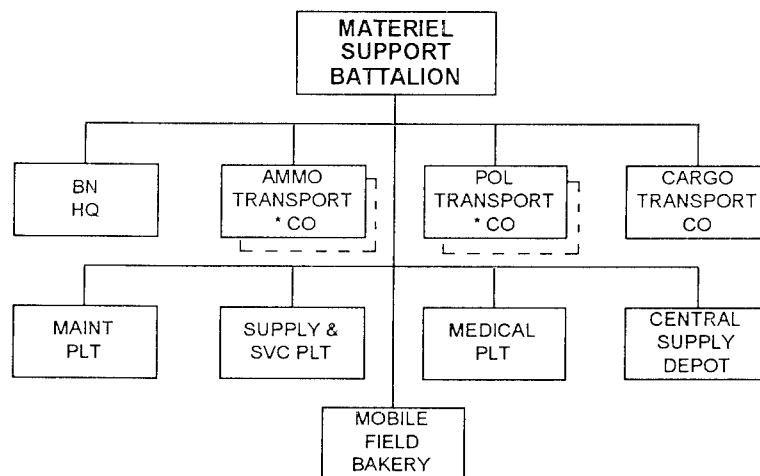 MATERIEL
SUPPORT
BATTALION
BN
HQ
AMMO
TRANSPORT
* CO
POL
TRANSPORT
* CO
CARGO
TRANSPORT
CO
MAINT
PLT
SUPPLY &
SVC PLT
MEDICAL
PLT
CENTRAL
SUPPLY
DEPOT
MOBILE
FIELD
BAKERY